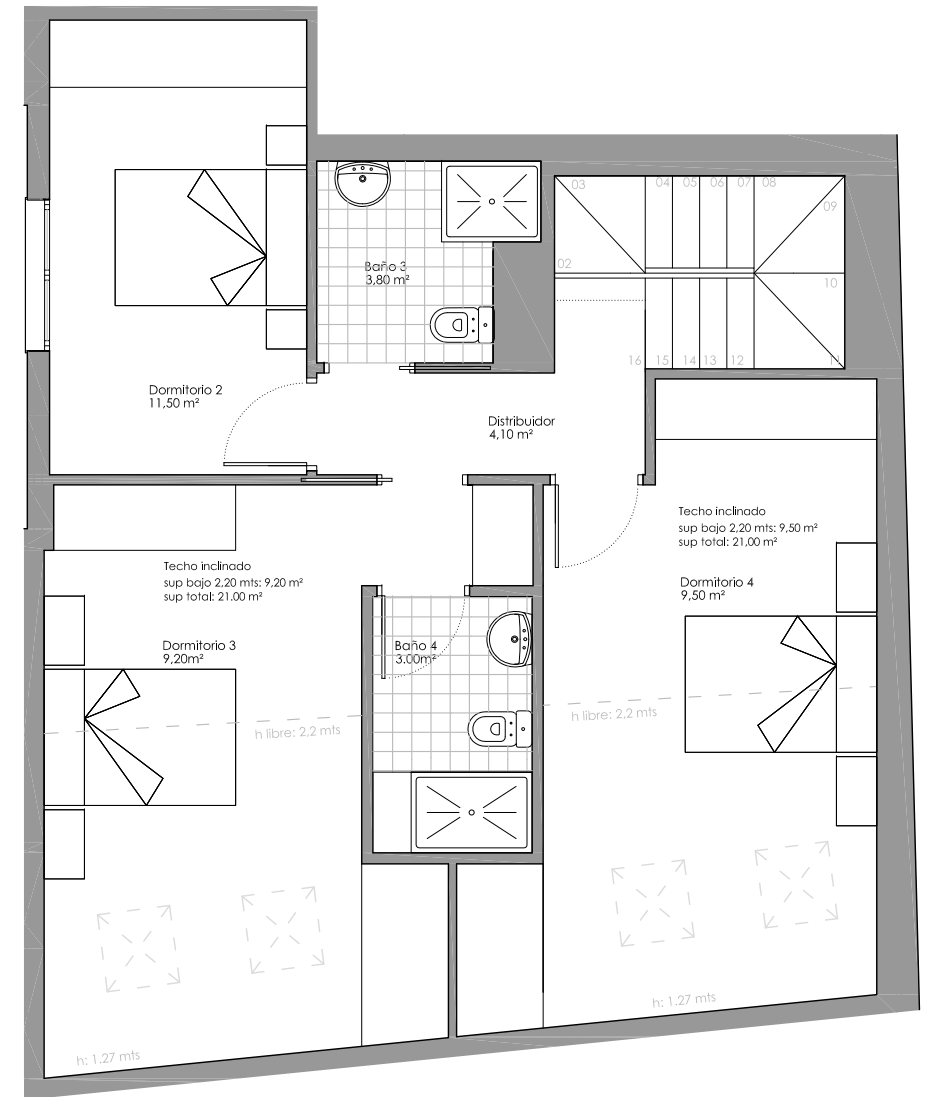 03
04
05
06
07
08
09
02
10
16
15
14
13
12
11
Baño 3
3,80 m²
Dormitorio 2
11,50 m²
Distribuidor
4,10 m²
Techo inclinado
sup bajo 2,20 mts: 9,50 m²
sup total: 21,00 m²
Dormitorio 4
9,50 m²
Techo inclinado
sup bajo 2,20 mts: 9,20 m²
sup total: 21.00 m²
Dormitorio 3
9,20m²
Baño 4
3.00m²
h libre: 2,2 mts
h libre: 2,2 mts
h: 1.27 mts
h: 1.27 mts